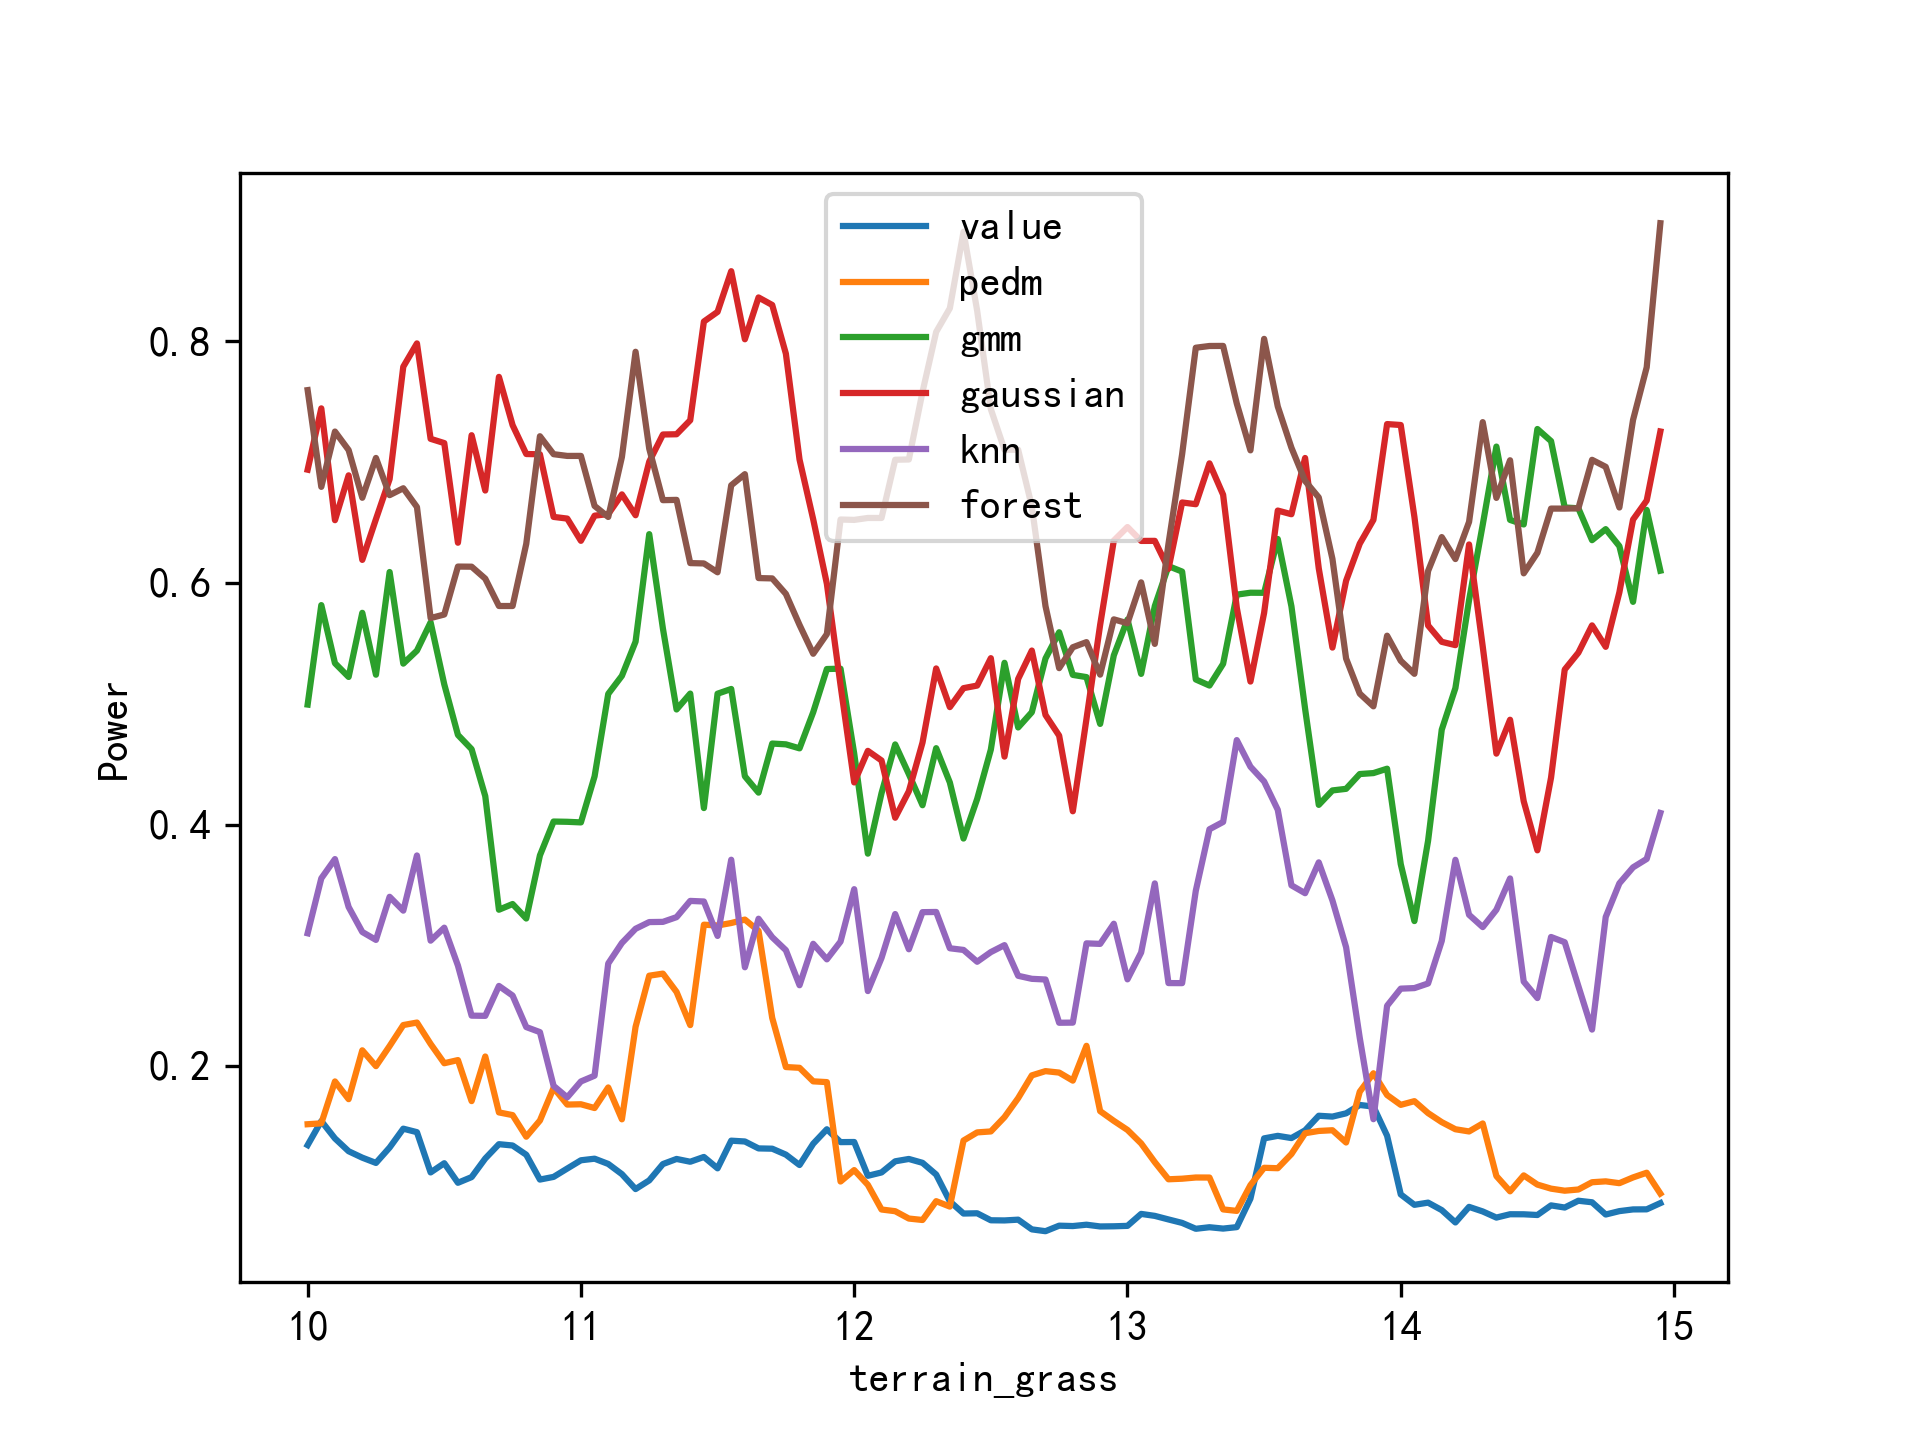 value
pedm
gmm
gaussian
knn
forest
0.8
0.6
0.4
0.2
Power
10 11 12 13 14 15
terrain_grass